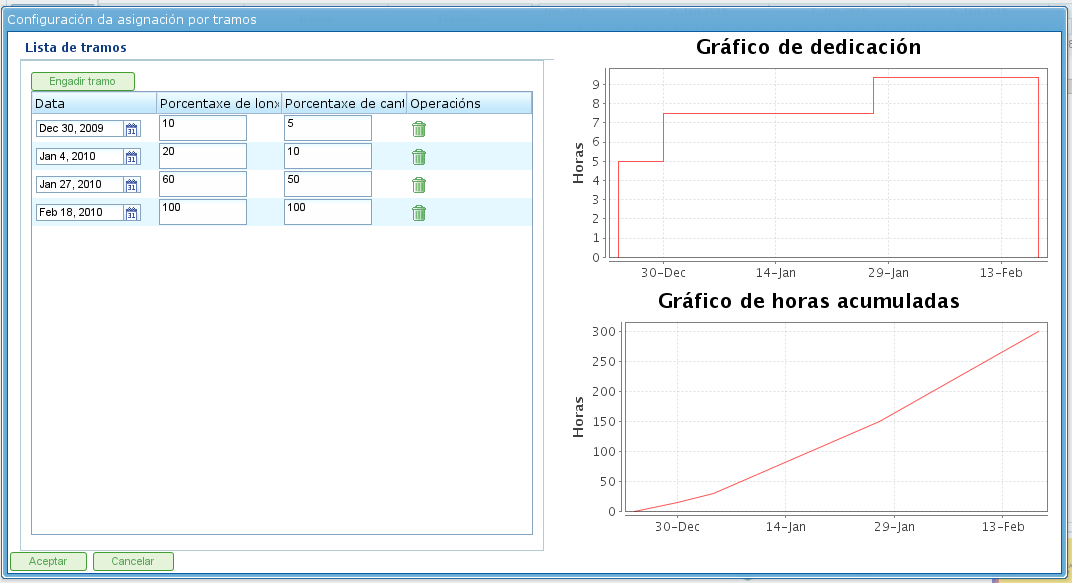 Configuración da asignación por tramos
Lista de tramos
Engadir tramo
Data Porcentaxe de lonx Porcentaxe de cant Operacións
Dec 30, 2009 31 10 5
Jan 4, 2010 31 20 10
Jan 27, 2010 31 60 50
Feb 18, 2010 31 100 100
Aceptar Cancelar
Gráfico de dedicación
Horas
9
8
7
6
5
4
3
2
1
0
30-Dec 14-Jan 29-Jan 13-Feb
Gráfico de horas acumuladas
Horas
300
250
200
150
100
50
0
30-Dec 14-Jan 29-Jan 13-Feb